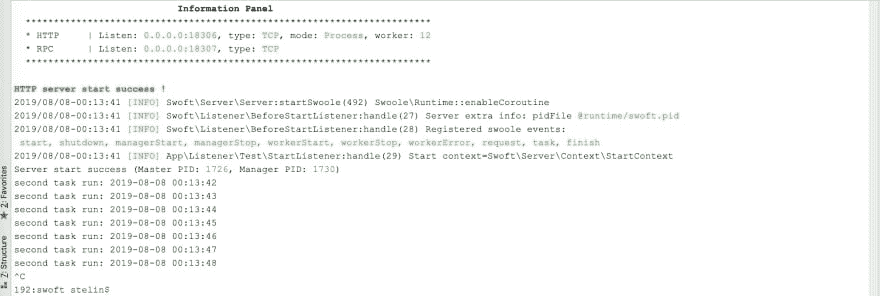 Information Panel
************************************************************************
* HTTP | Listen: 0.0.0.0:18306, type: TCP, mode: Process, worker: 12
* RPC | Listen: 0.0.0.0:18307, type: TCP
************************************************************************
HTTP server start success !
2019/08/08-00:13:41 [INFO] Swoft\Server\Server:startSwoole(492) Swoole\Runtime::enableCoroutine
2019/08/08-00:13:41 [INFO] Swoft\Listener\BeforeStartListener:handle(27) Server extra info: pidFile @runtime/swoft.pid
2019/08/08-00:13:41 [INFO] Swoft\Listener\BeforeStartListener:handle(28) Registered swoole events:
start, shutdown, managerStart, managerStop, workerStart, workerStop, workerError, request, task, finish
2019/08/08-00:13:41 [INFO] App\Listener\Test\StartListener:handle(29) Start context=Swoft\Server\Context\StartContext
Server start success (Master PID: 1726, Manager PID: 1730)
second task run: 2019-08-08 00:13:42
second task run: 2019-08-08 00:13:43
second task run: 2019-08-08 00:13:44
second task run: 2019-08-08 00:13:45
second task run: 2019-08-08 00:13:46
second task run: 2019-08-08 00:13:47
second task run: 2019-08-08 00:13:48
^C
192:swoft stelin$
2: Favorites
7: Structure